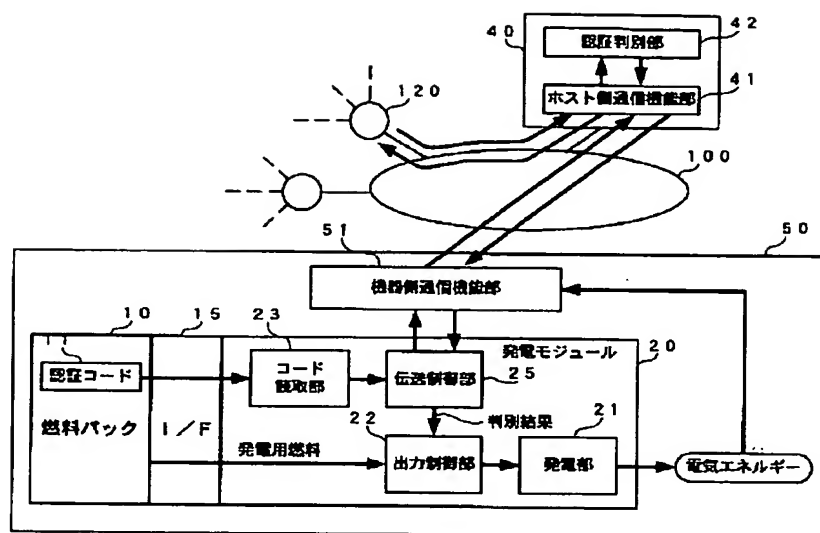 40
認証判別部
42
ホスト側通信機能部
41
120
100
51
50
機器側通信機能部
10
15
23
発電モジュール
20
認証コード
コード
読取部
伝送制御部
25
燃料パック
I/F
発電用燃料
22
判別結果
21
出力制御部
発電部
電気エネルギー